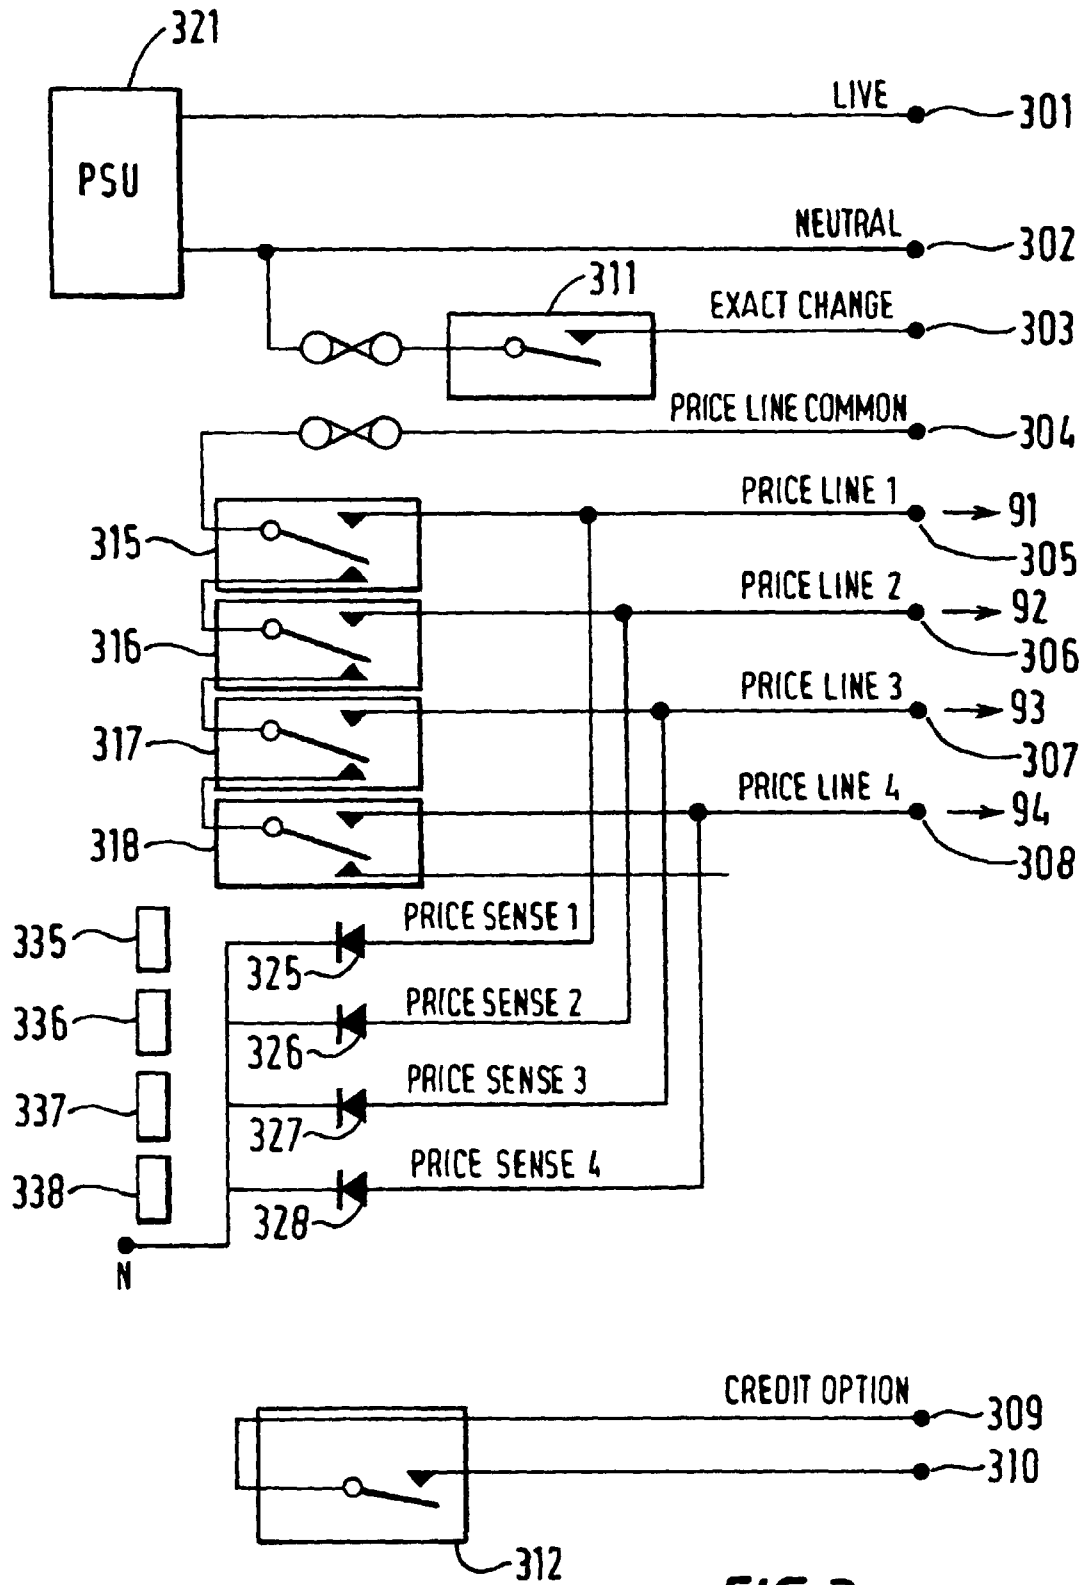 321
LIVE
301
PSU
NEUTRAL
302
311
EXACT CHANGE
303
PRICE LINE COMMON
304
PRICE LINE 1
91
315
305
PRICE LINE 2
92
316
306
PRICE LINE 3
93
317
307
PRICE LINE 4
94
318
308
PRICE SENSE 1
335
325
PRICE SENSE 2
336
326
PRICE SENSE 3
337
327
PRICE SENSE 4
338
328
N
CREDIT OPTION
309
310
312